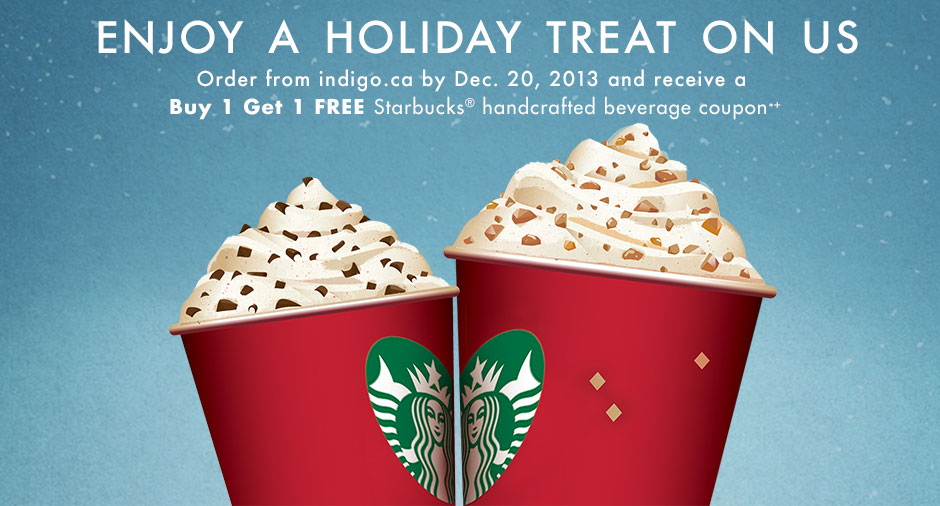 ENJOY A HOLIDAY TREAT ON US
Order from indigo.ca by Dec. 20, 2013 and receive a
Buy 1 Get 1 FREE Starbucks® handcrafted beverage coupon*+